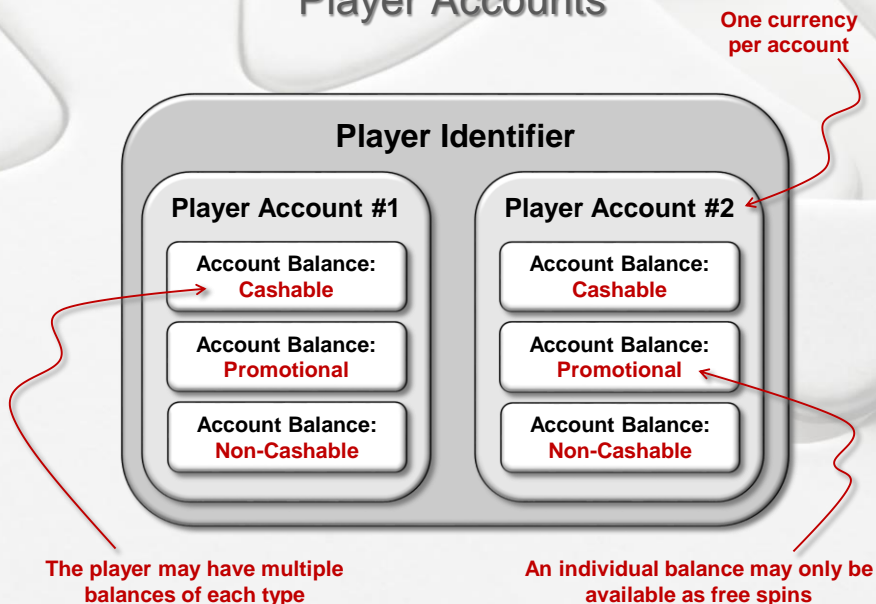 Player Accounts
One currency
per account
Player Identifier
Player Account #1
Account Balance:
Cashable
Account Balance:
Promotional
Account Balance:
Non-Cashable
Player Account #2
Account Balance:
Cashable
Account Balance:
Promotional
Account Balance:
Non-Cashable
The player may have multiple
balances of each type
An individual balance may only be
available as free spins